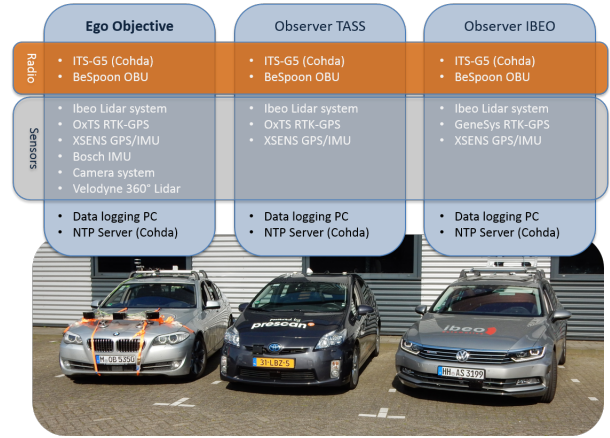 Ego Objective
Observer TASS
Observer IBEO
Radio
• ITS-G5 (Cohda)
• BeSpoon OBU
• ITS-G5 (Cohda)
• BeSpoon OBU
• ITS-G5 (Cohda)
• BeSpoon OBU
Sensors
• Ibeo Lidar system
• OxTS RTK-GPS
• XSENS GPS/IMU
• Bosch IMU
• Camera system
• Velodyne 360° Lidar
• Ibeo Lidar system
• OxTS RTK-GPS
• XSENS GPS/IMU
• Ibeo Lidar system
• GeneSys RTK-GPS
• XSENS GPS/IMU
• Data logging PC
• NTP Server (Cohda)
• Data logging PC
• NTP Server (Cohda)
• Data logging PC
• NTP Server (Cohda)
powered by
prescan
ibeo
M OB 5350
31-LBZ-5
HH AS 3199